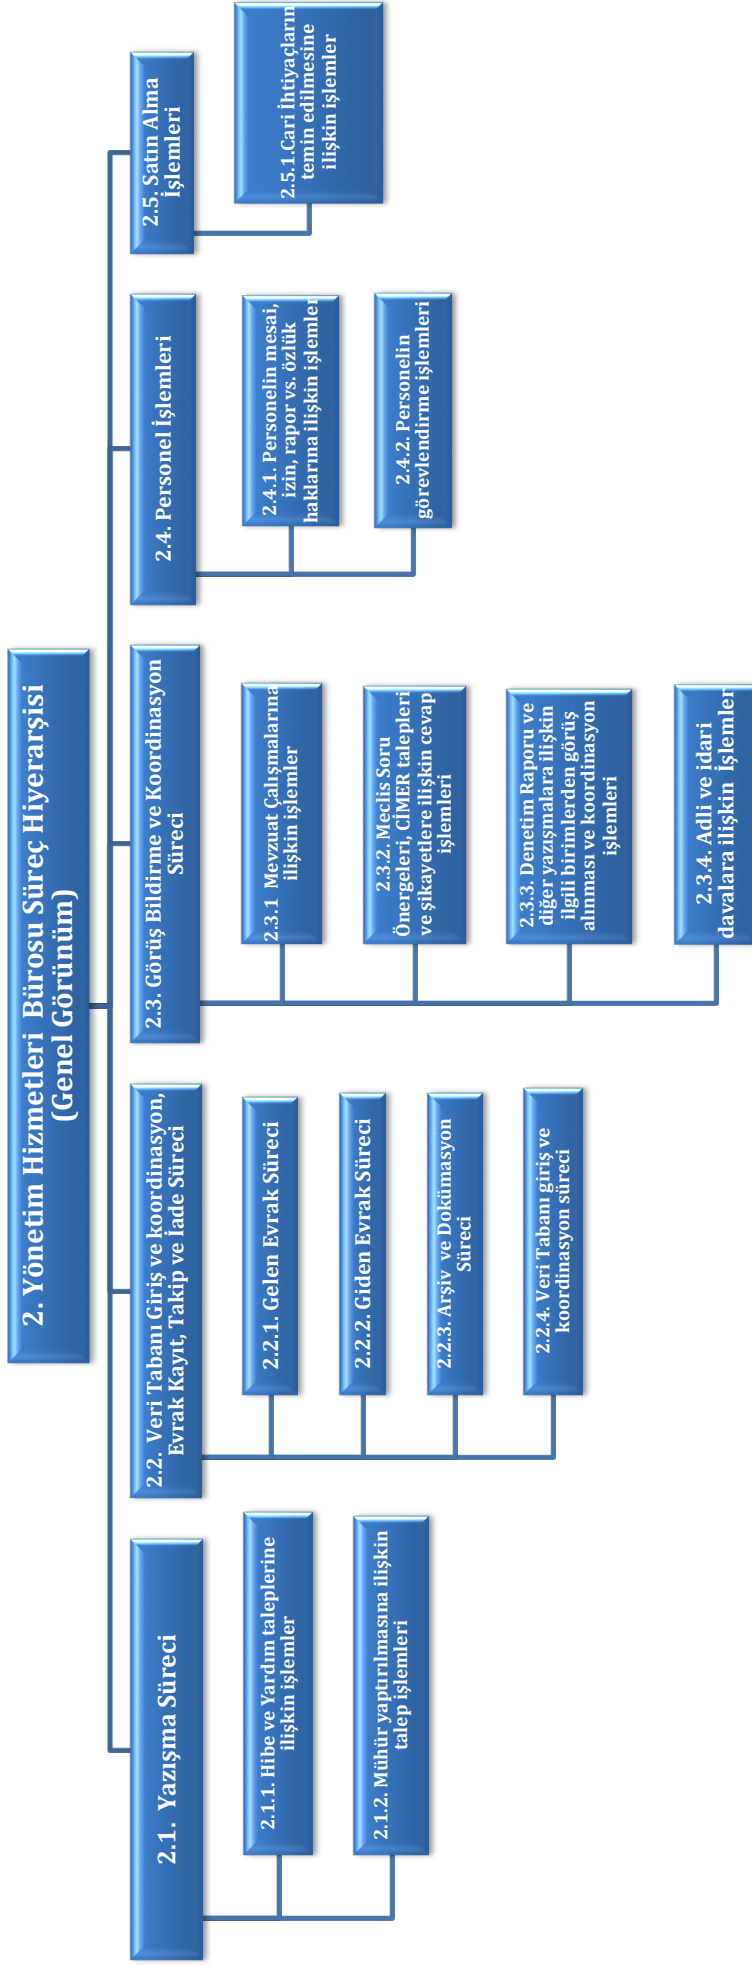 2. Yönetim Hizmetleri Bürosu Süreç Hiyerarşisi
(Genel Görünüm)
2.1. Yazışma Süreci
2.1.1. Hibe ve Yardım taleplerine
ilişkin işlemler
2.1.2. Mühür yaptırılmasına ilişkin
talep işlemleri
2.2. Veri Tabanı Giriş ve koordinasyon,
Evrak Kayıt, Takip ve İade Süreci
2.2.1. Gelen Evrak Süreci
2.2.2. Giden Evrak Süreci
2.2.3. Arşiv ve Dokümasyon
Süreci
2.2.4. Veri Tabanı giriş ve
koordinasyon süreci
2.3. Görüş Bildirme ve Koordinasyon
Süreci
2.3.1 Mevzuat Çalışmalarına
ilişkin işlemler
2.3.2. Meclis Soru
Önergeleri, CİMER talepleri
ve şikayetlere ilişkin cevap
işlemleri
2.3.3. Denetim Raporu ve
diğer yazışmalara ilişkin
ilgili birimlerden görüş
alınması ve koordinasyon
işlemleri
2.3.4. Adli ve idari
davalara ilişkin İşlemler
2.4. Personel İşlemleri
2.4.1. Personelin mesai,
izin, rapor vs. özlük
haklarına ilişkin işlemler
2.4.2. Personelin
görevlendirme işlemleri
2.5. Satın Alma
İşlemleri
2.5.1.Cari İhtiyaçların
temin edilmesine
ilişkin işlemler